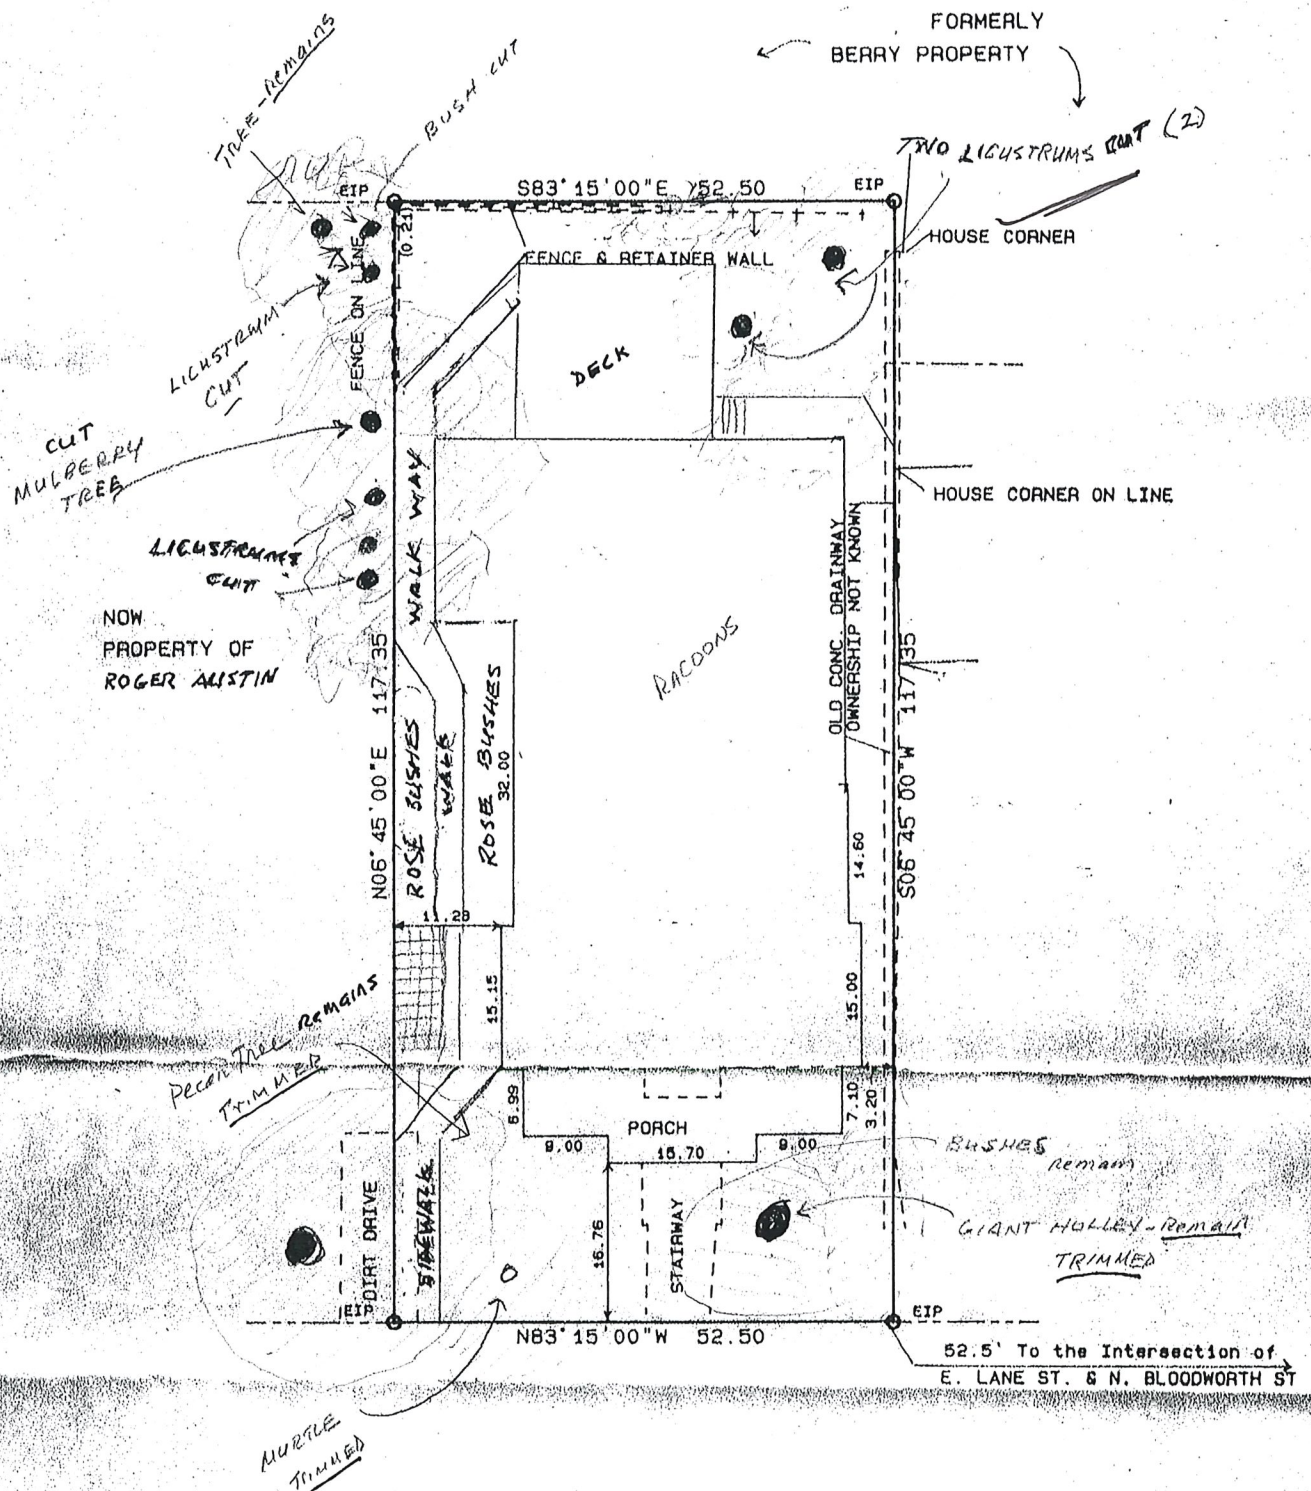 FORMERLY
BERRY PROPERTY
TREE - Remains
BUSH CUT
TWO LIGUSTRUMS (2)
EIP
S83°15'00"E 52.50
EIP
(0.21)
HOUSE CORNER
FENCE & RETAINER WALL
FENCE ON LINE
LIGUSTRUM
CUT
DECK
CUT
MULBERRY
TREE
WALK WAY
HOUSE CORNER ON LINE
LIGUSTRUMS
CUT
OLD CONC. DRAINWAY
OWNERSHIP NOT KNOWN
NOW
PROPERTY OF
ROGER AUSTIN
RACOONS
N06°45'00"E 117.35
ROSE BUSHES
WALK
ROSE BUSHES
32.00
S06°45'00"W 117.35
14.60
11.28
15.15
15.00
Pecan Tree remains
TRIMMED
6.99
7.10
3.20
PORCH
9.00
15.70
9.00
BUSHES
remain
DIRT DRIVE
SIDEWALK
16.76
STAIRWAY
GIANT HOLLEY - Remain
TRIMMED
EIP
N83°15'00"W 52.50
EIP
52.5' To the Intersection of
E. LANE ST. & N. BLOODWORTH ST
MURTLE
TRIMMED